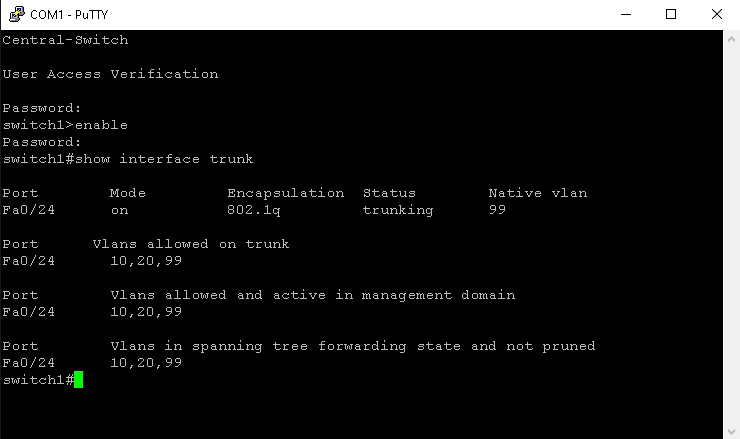 COM1 - PuTTY
Central-Switch
User Access Verification
Password:
switch1>enable
Password:
switch1#show interface trunk
Port        Mode         Encapsulation  Status        Native vlan
Fa0/24      on           802.1q         trunking      99
Port      Vlans allowed on trunk
Fa0/24      10,20,99
Port        Vlans allowed and active in management domain
Fa0/24      10,20,99
Port        Vlans in spanning tree forwarding state and not pruned
Fa0/24      10,20,99
switch1#